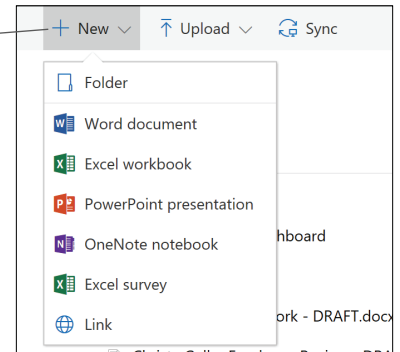 New Upload Sync
Folder
Word document
Excel workbook
PowerPoint presentation
OneNote notebook
hboard
Excel survey
Link
ork - DRAFT.docx